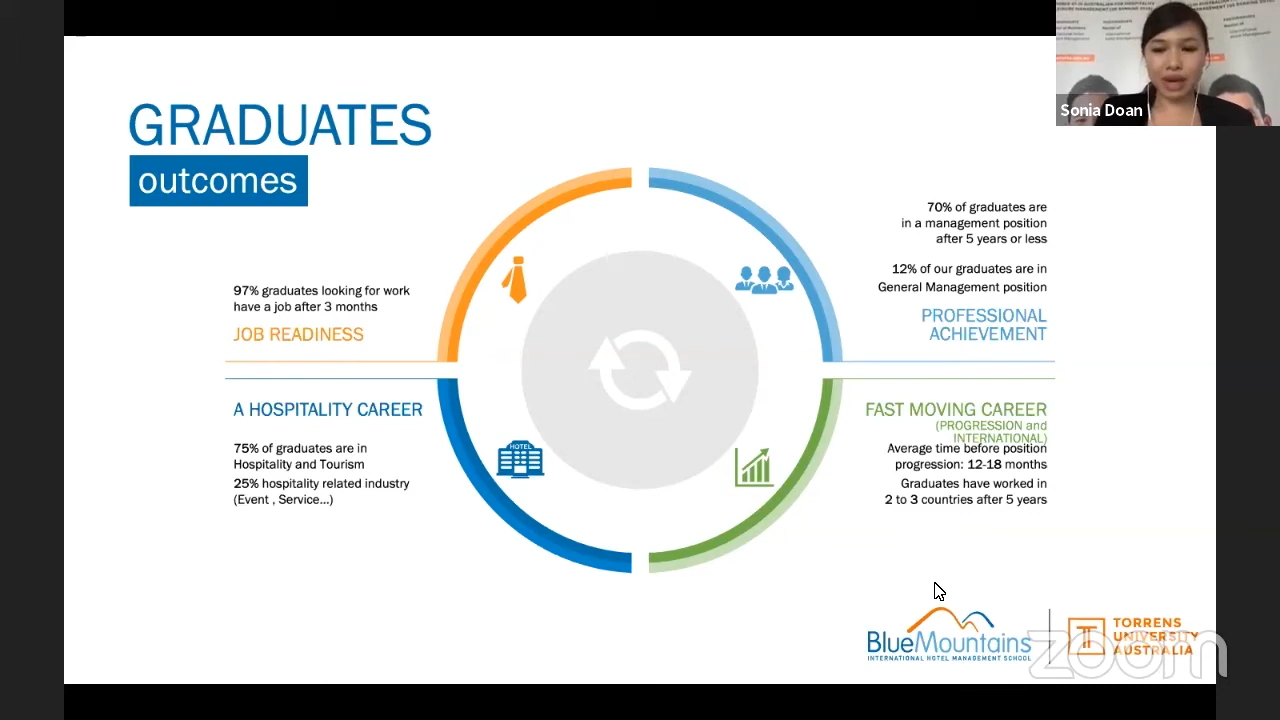 GRADUATES
outcomes
Sonia Doan
97% graduates looking for work
have a job after 3 months
JOB READINESS
70% of graduates are
in a management position
after 5 years or less
12% of our graduates are in
General Management position
PROFESSIONAL
ACHIEVEMENT
A HOSPITALITY CAREER
75% of graduates are in
Hospitality and Tourism
25% hospitality related industry
(Event , Service...)
HOTEL
FAST MOVING CAREER
(PROGRESSION and
INTERNATIONAL)
Average time before position
progression: 12-18 months
Graduates have worked in
2 to 3 countries after 5 years
BlueMountains
INTERNATIONAL HOTEL MANAGEMENT SCHOOL
TORRENS
UNIVERSITY
AUSTRALIA
zoom